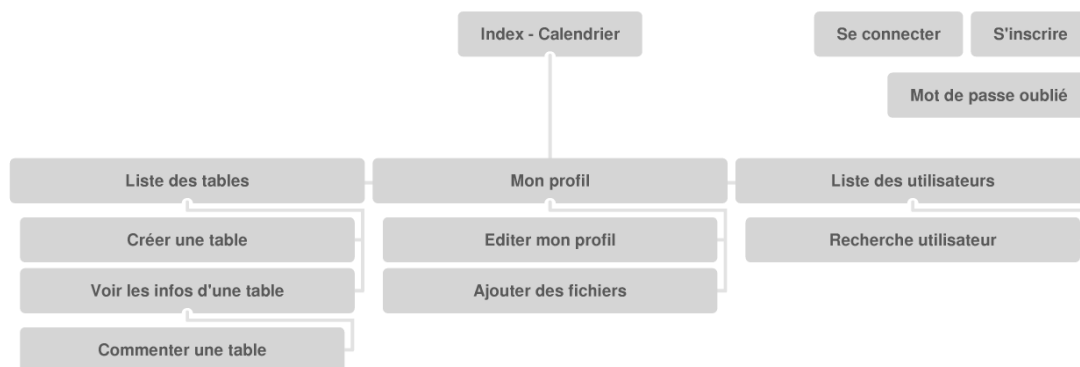 Index - Calendrier
Se connecter
S'inscrire
Mot de passe oublié
Liste des tables
Mon profil
Liste des utilisateurs
Créer une table
Editer mon profil
Recherche utilisateur
Voir les infos d'une table
Ajouter des fichiers
Commenter une table